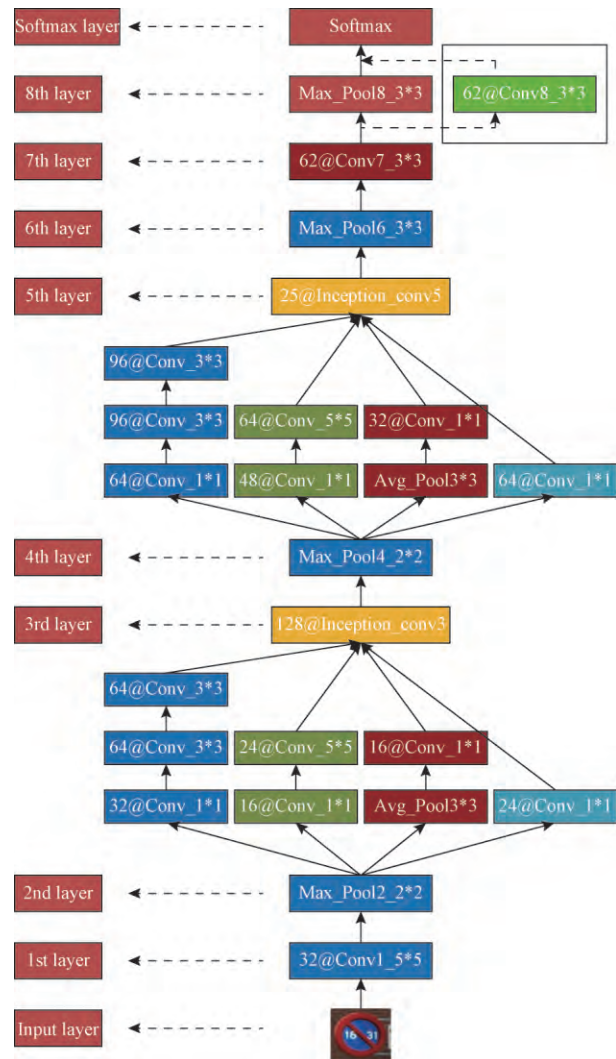 Softmax layer Softmax
8th layer Max_Pool8_3*3 62@Conv8_3*3
7th layer 62@Conv7_3*3
6th layer Max_Pool6_3*3
5th layer 25@Inception_conv5
96@Conv_3*3
96@Conv_3*3 64@Conv_5*5 32@Conv_1*1
64@Conv_1*1 48@Conv_1*1 Avg_Pool3*3 64@Conv_1*1
4th layer Max_Pool4_2*2
3rd layer 128@Inception_conv3
64@Conv_3*3
64@Conv_3*3 24@Conv_5*5 16@Conv_1*1
32@Conv_1*1 16@Conv_1*1 Avg_Pool3*3 24@Conv_1*1
2nd layer Max_Pool2_2*2
1st layer 32@Conv1_5*5
Input layer 16 31